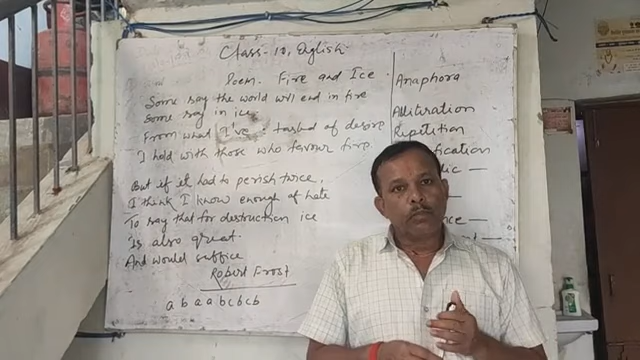 Class-10, English
Poem. Fire and Ice
Some say the world will end in fire
Some say in ice.
From what I've tasted of desire
I hold with those who favour fire.
But if it had to perish twice,
I think I know enough of hate
To say that for destruction ice
Is also great.
And would suffice
Robert Frost
a b a a b c b c b
Anaphora
Alliteration
Repitition